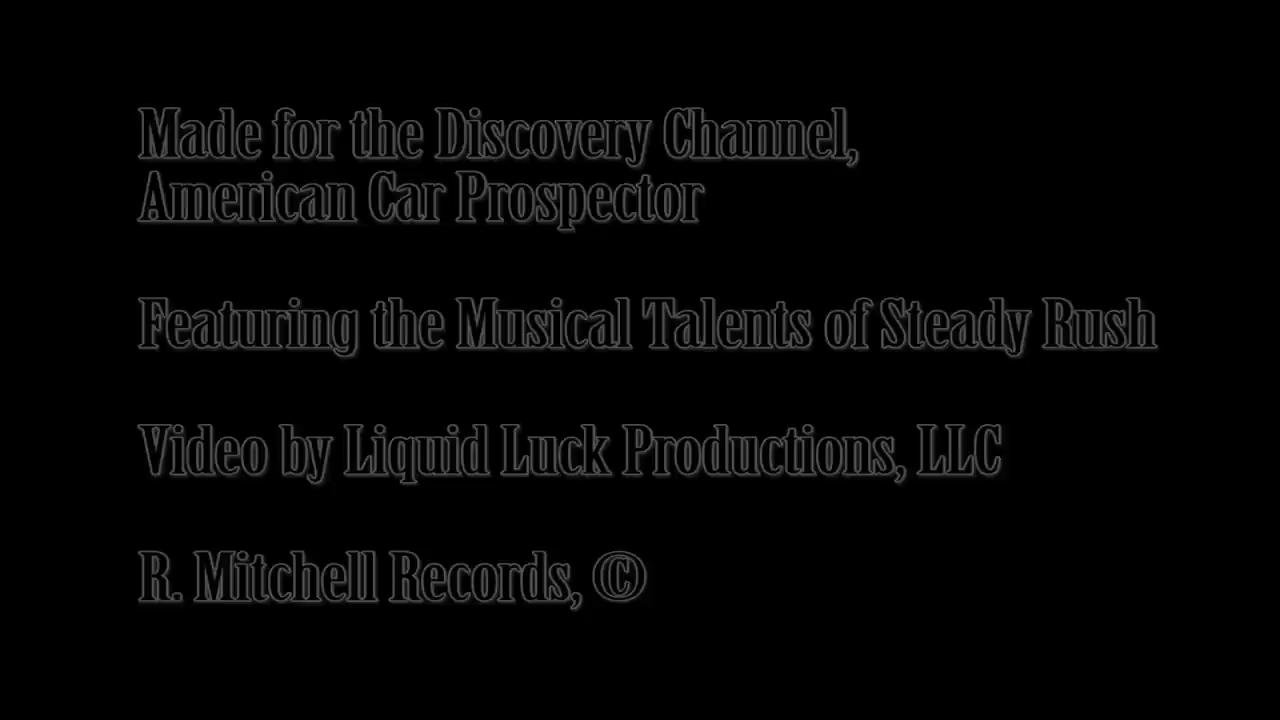 Made for the Discovery Channel,
American Car Prospector
Featuring the Musical Talents of Steady Rush
Video by Liquid Luck Productions, LLC
R. Mitchell Records, ©